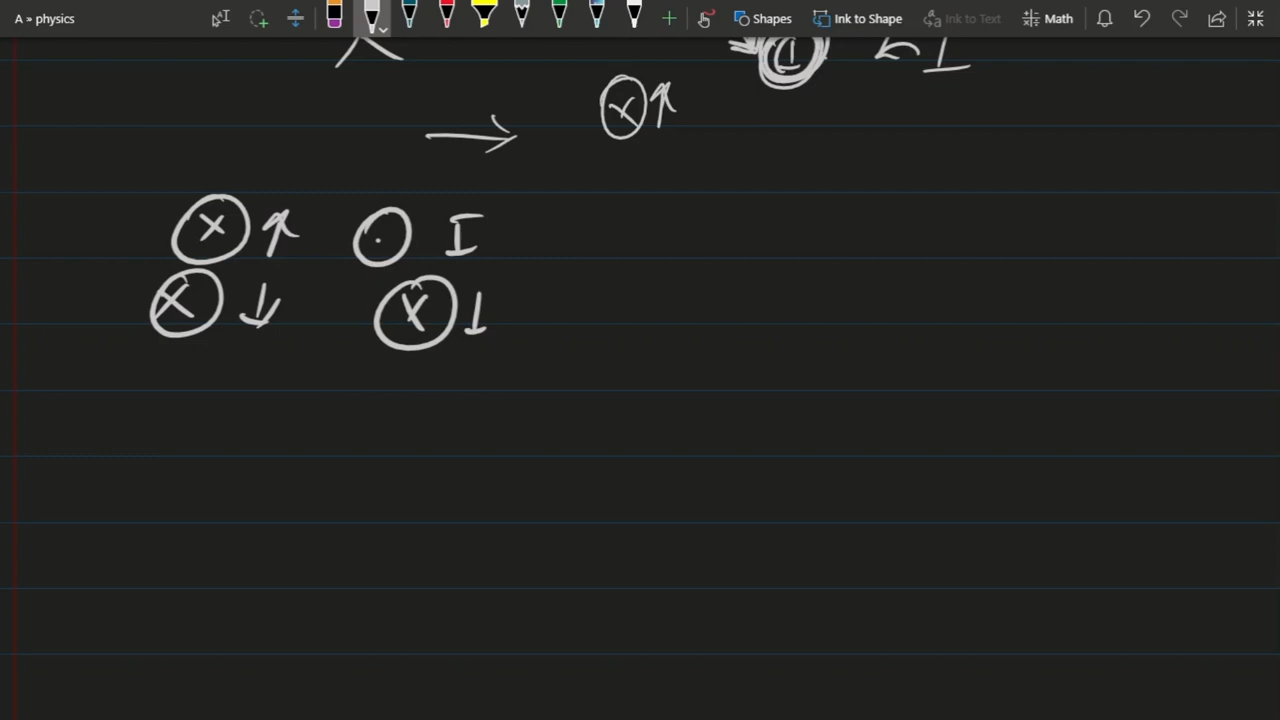 A » physics
Shapes Ink to Shape Ink to Text Math
I I
X ↑
→
X ↑ · I
X ↓ X I